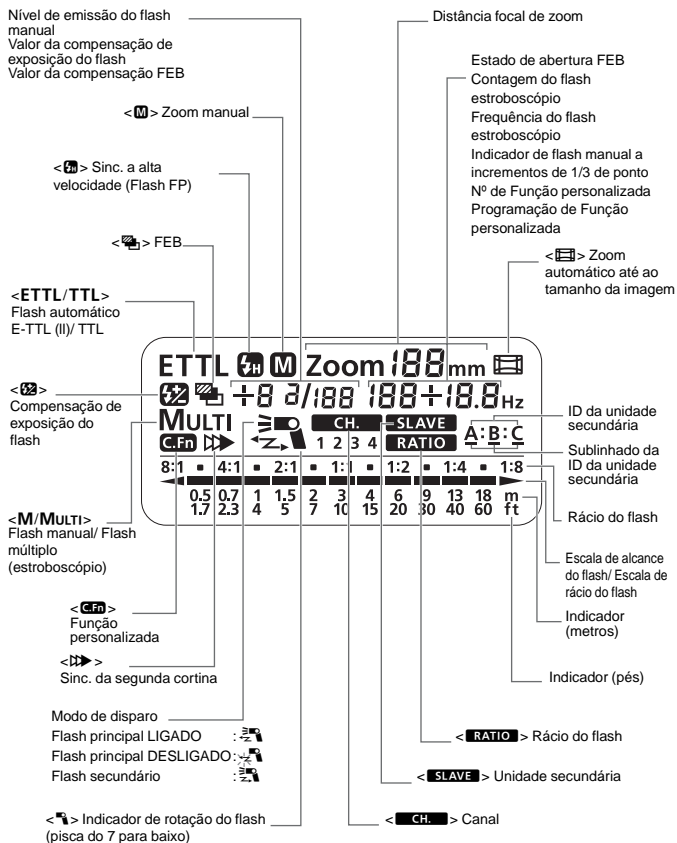 Nível de emissão do flash
manual
Valor da compensação de
exposição do flash
Valor da compensação FEB
Distância focal de zoom
Estado de abertura FEB
Contagem do flash
estroboscópio
Frequência do flash
estroboscópio
Indicador de flash manual a
incrementos de 1/3 de ponto
Nº de Função personalizada
Programação de Função
personalizada
<M> Zoom manual
< H > Sinc. a alta
velocidade (Flash FP)
< > FEB
< > Zoom
automático até ao
tamanho da imagem
<ETTL/TTL>
Flash automático
E-TTL (II)/ TTL
< >
Compensação de
exposição do
flash
<M/MULTI>
Flash manual/ Flash
múltiplo
(estroboscópio)
ETTL H M Zoom 188 mm
+8 2/188 188+18.8 Hz
MULTI CH. SLAVE
C.Fn 1 2 3 4 RATIO A:B:C
8:1 ▪ 4:1 ▪ 2:1 ▪ 1:1 ▪ 1:2 ▪ 1:4 ▪ 1:8
0.5 0.7 1 1.5 2 3 4 6 9 13 18 m
1.7 2.3 4 5 7 10 15 20 30 40 60 ft
ID da unidade
secundária
Sublinhado da
ID da unidade
secundária
Rácio do flash
Escala de alcance
do flash/ Escala de
rácio do flash
Indicador
(metros)
Indicador (pés)
<C.Fn>
Função
personalizada
< >
Sinc. da segunda cortina
Modo de disparo
Flash principal LIGADO :
Flash principal DESLIGADO:
Flash secundário :
< RATIO > Rácio do flash
< SLAVE > Unidade secundária
< CH. > Canal
< > Indicador de rotação do flash
(pisca do 7 para baixo)